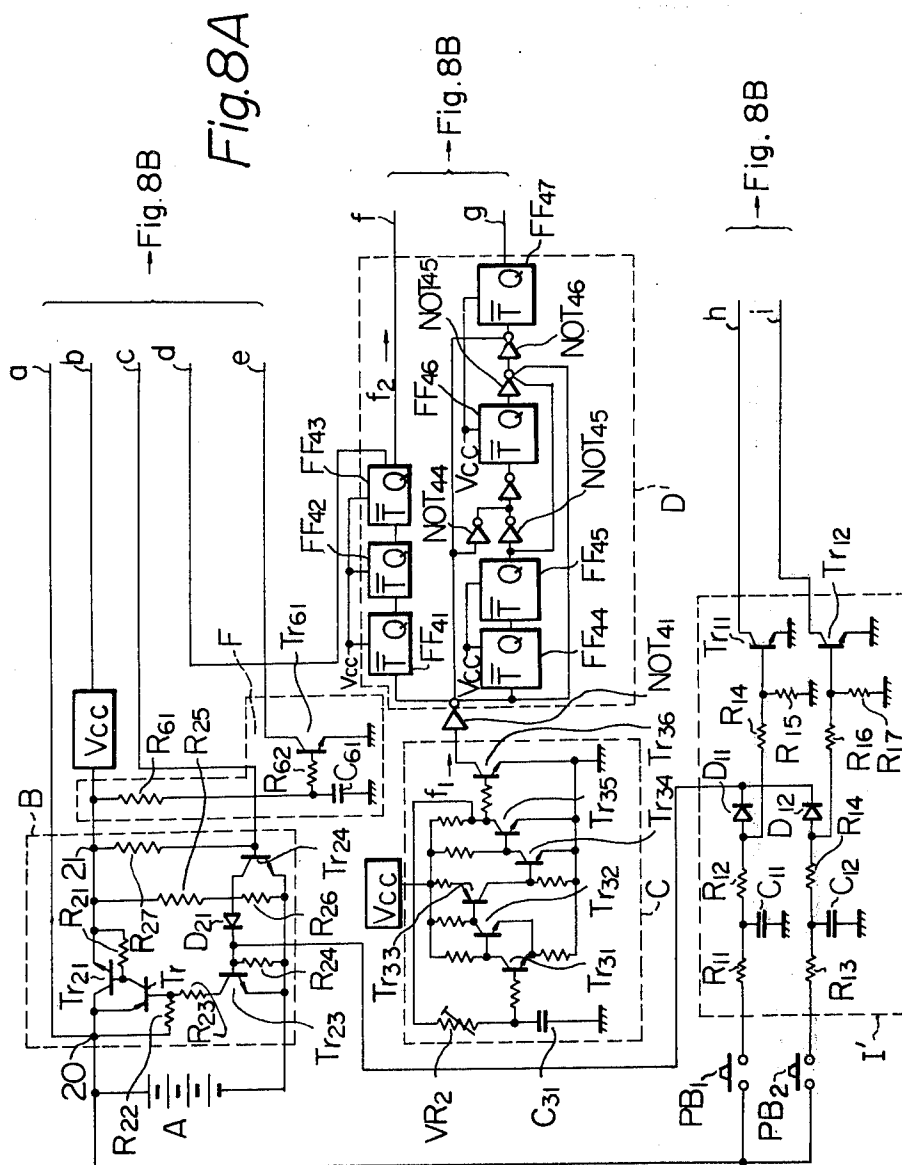 Fig.8A
→Fig.8B
a
b
c
d
e
Vcc
F
R61
R25
Tr61
R62
C61
B
21
R21
R27
Tr21
Tr
20
R22
R23
D21
R24
R26
Tr24
Tr23
A
→Fig.8B
f
g
f2
FF43
FF42
FF41
Vcc
T Q
T Q
T Q
FF47
NOT45
NOT46
FF46
NOT44
NOT45
FF45
FF44
NOT41
Vcc
Vcc
T Q
T Q
T Q
T Q
D
f1
Vcc
Tr36
Tr35
Tr34
Tr33
Tr32
Tr31
C
VR2
C31
→Fig. 8B
h
i
Tr11
Tr12
R14
R15
R16
R17
D11
D12
R12
R14
C11
C12
R11
R13
I'
PB1
PB2